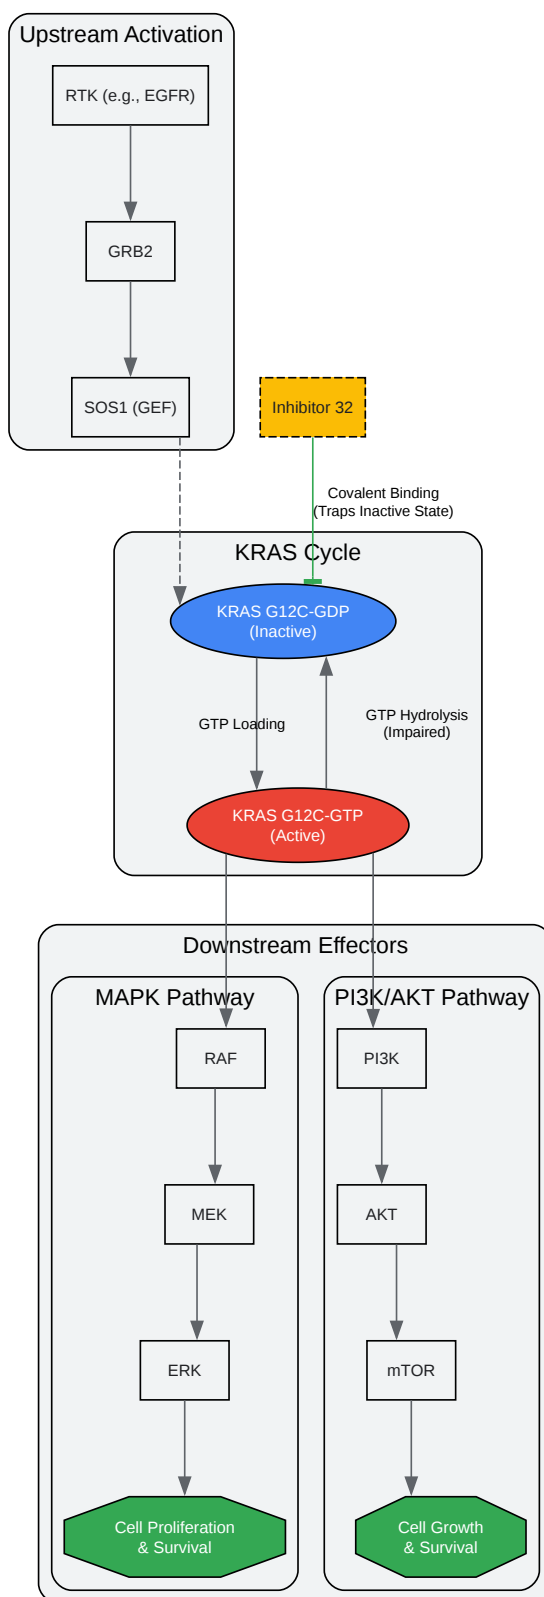 Upstream Activation
RTK (e.g., EGFR)
GRB2
SOS1 (GEF)
Inhibitor 32
Covalent Binding
(Traps Inactive State)
KRAS Cycle
KRAS G12C-GDP
(Inactive)
GTP Loading
GTP Hydrolysis
(Impaired)
KRAS G12C-GTP
(Active)
Downstream Effectors
MAPK Pathway
RAF
MEK
ERK
Cell Proliferation
& Survival
PI3K/AKT Pathway
PI3K
AKT
mTOR
Cell Growth
& Survival